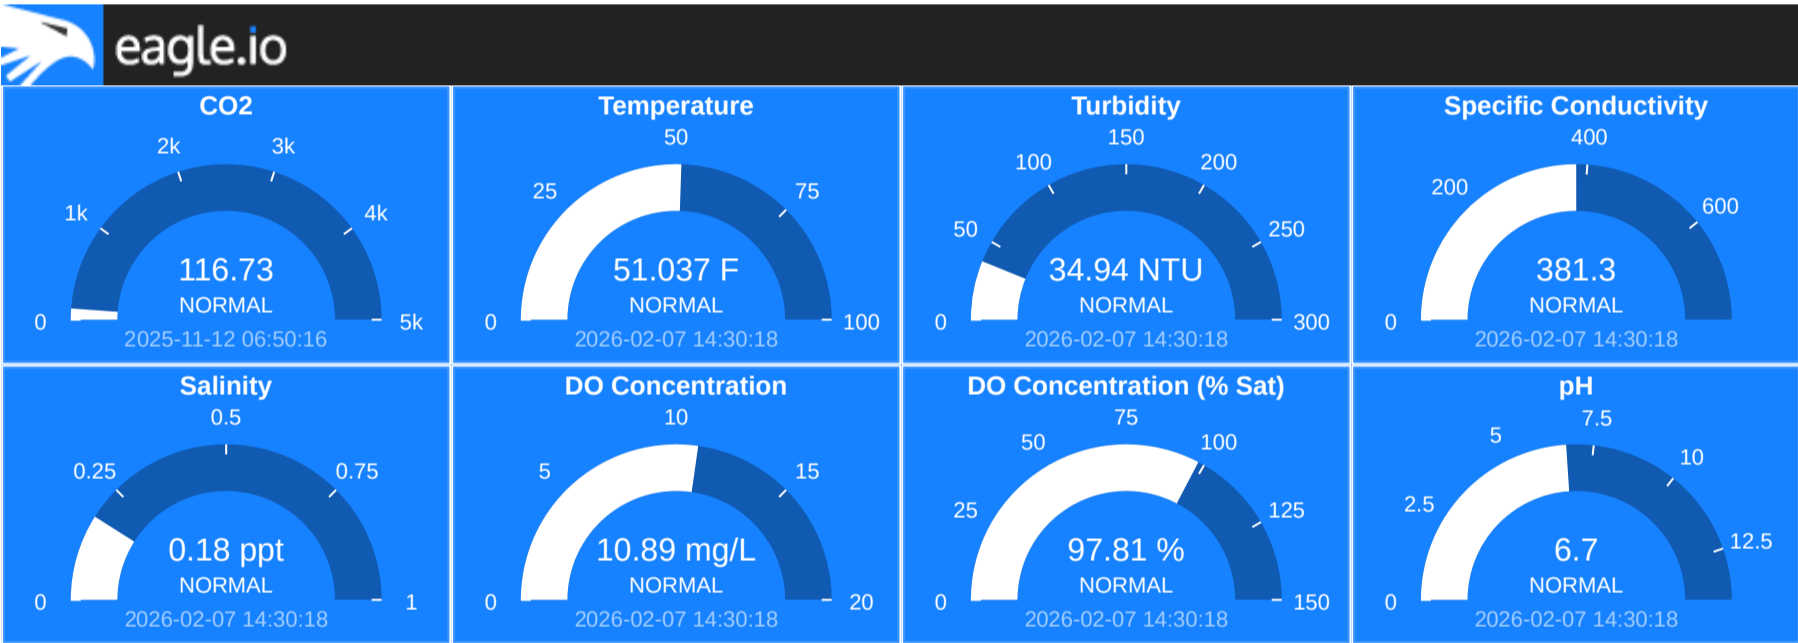 eagle.io
CO2
2k
3k
1k
4k
116.73
NORMAL
0
5k
2025-11-12 06:50:16
Temperature
50
25
75
51.037 F
NORMAL
0
100
2026-02-07 14:30:18
Turbidity
150
100
200
50
250
34.94 NTU
NORMAL
0
300
2026-02-07 14:30:18
Specific Conductivity
400
200
600
381.3
NORMAL
0
2026-02-07 14:30:18
Salinity
0.5
0.25
0.75
0.18 ppt
NORMAL
0
1
2026-02-07 14:30:18
DO Concentration
10
5
15
10.89 mg/L
NORMAL
0
20
2026-02-07 14:30:18
DO Concentration (% Sat)
75
50
100
25
125
97.81 %
NORMAL
0
150
2026-02-07 14:30:18
pH
7.5
5
10
2.5
12.5
6.7
NORMAL
0
2026-02-07 14:30:18